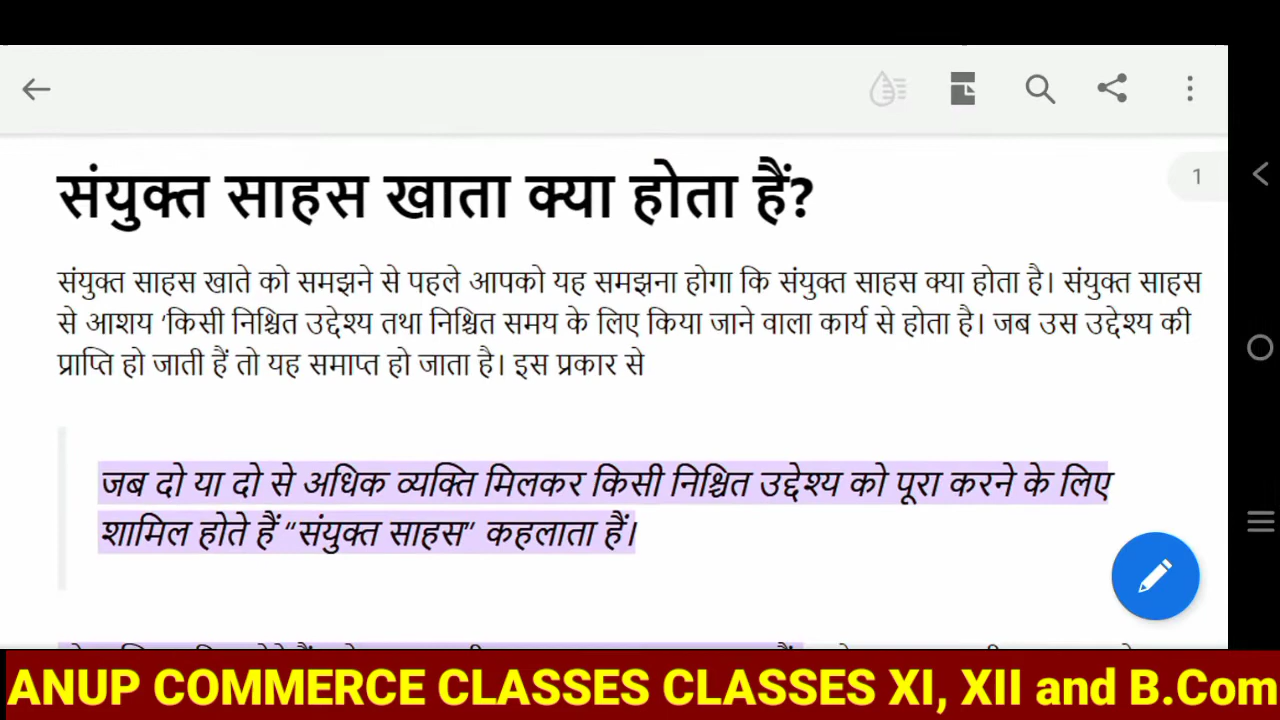 1
संयुक्त साहस खाता क्या होता हैं?
संयुक्त साहस खाते को समझने से पहले आपको यह समझना होगा कि संयुक्त साहस क्या होता है। संयुक्त साहस
से आशय ‘किसी निश्चित उद्देश्य तथा निश्चित समय के लिए किया जाने वाला कार्य से होता है। जब उस उद्देश्य की
प्राप्ति हो जाती हैं तो यह समाप्त हो जाता है। इस प्रकार से
जब दो या दो से अधिक व्यक्ति मिलकर किसी निश्चित उद्देश्य को पूरा करने के लिए
शामिल होते हैं “संयुक्त साहस” कहलाता हैं।
ANUP COMMERCE CLASSES CLASSES XI, XII and B.Com